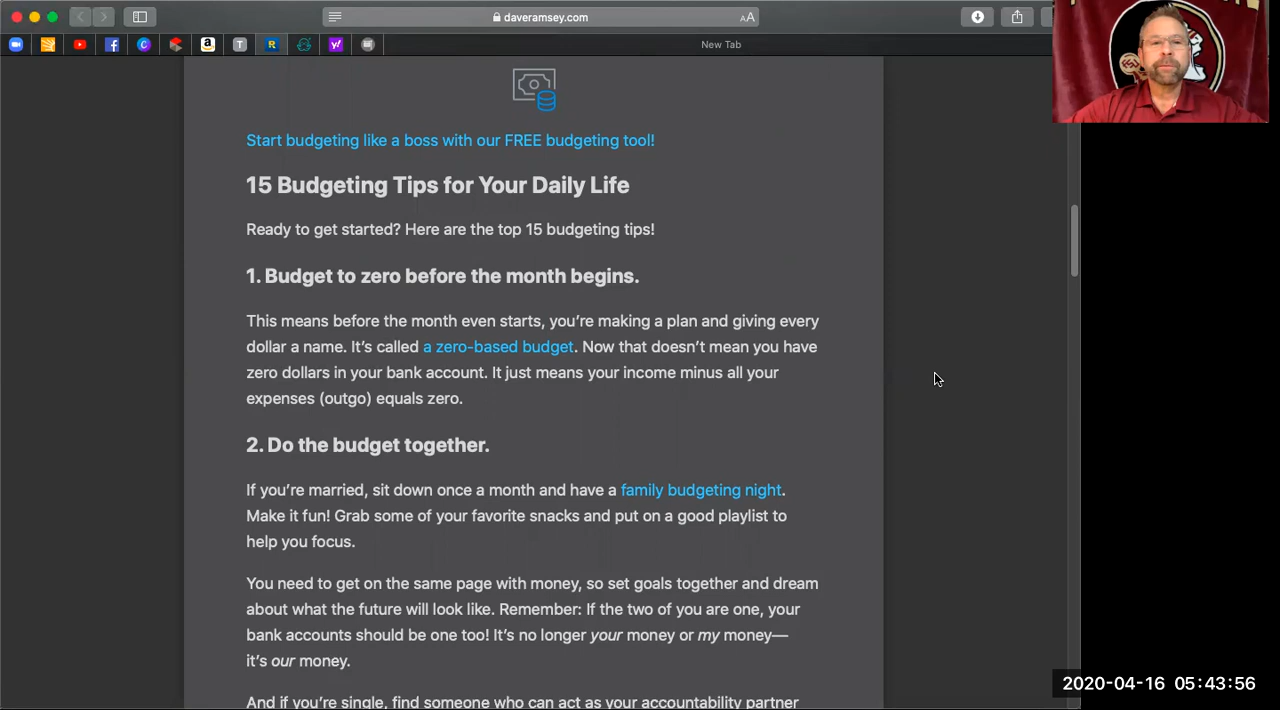 daveramsey.com
AA
New Tab
Start budgeting like a boss with our FREE budgeting tool!
15 Budgeting Tips for Your Daily Life
Ready to get started? Here are the top 15 budgeting tips!
1. Budget to zero before the month begins.
This means before the month even starts, you’re making a plan and giving every
dollar a name. It’s called a zero-based budget. Now that doesn’t mean you have
zero dollars in your bank account. It just means your income minus all your
expenses (outgo) equals zero.
2. Do the budget together.
If you’re married, sit down once a month and have a family budgeting night.
Make it fun! Grab some of your favorite snacks and put on a good playlist to
help you focus.
You need to get on the same page with money, so set goals together and dream
about what the future will look like. Remember: If the two of you are one, your
bank accounts should be one too! It’s no longer your money or my money—
it’s our money.
And if you’re single, find someone who can act as your accountability partner
2020-04-16 05:43:56